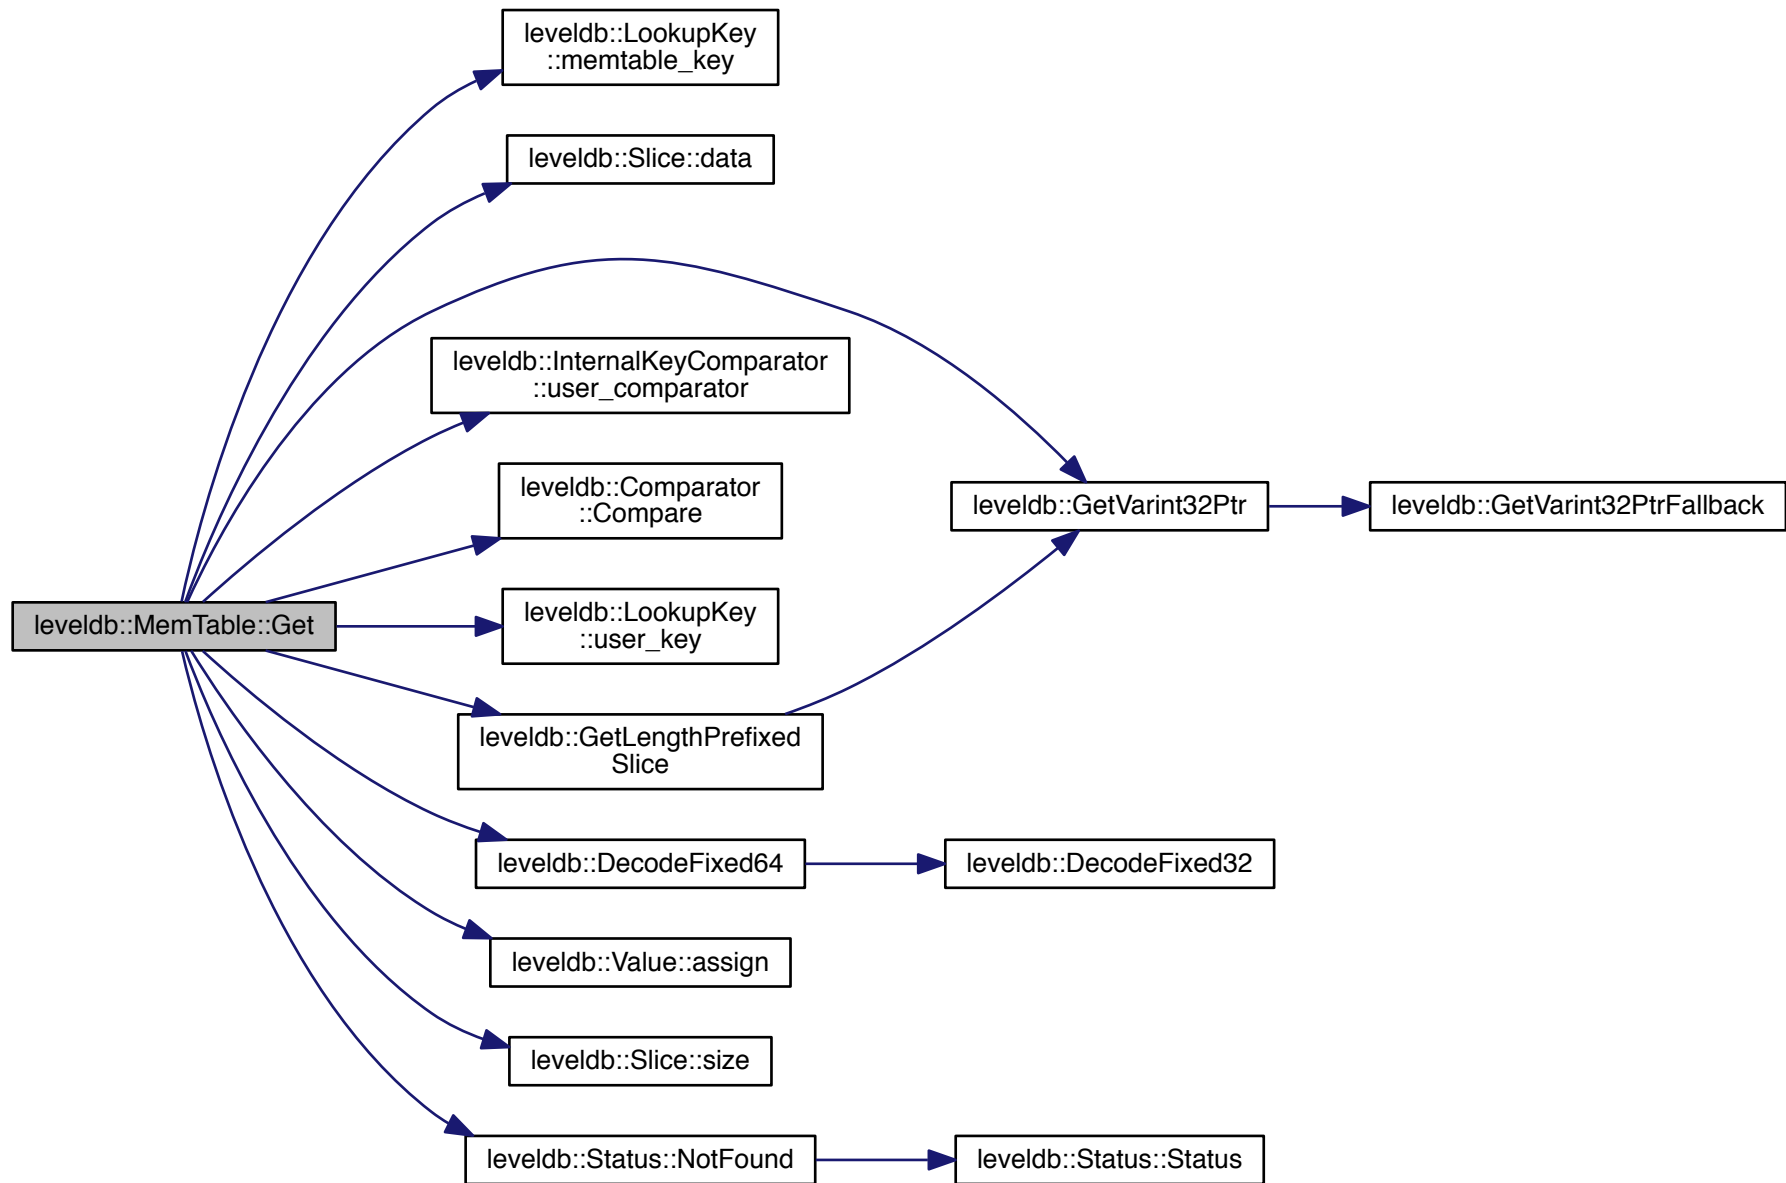 leveldb::LookupKey
::memtable_key
leveldb::Slice::data
leveldb::InternalKeyComparator
::user_comparator
leveldb::Comparator
::Compare
leveldb::GetVarint32Ptr
leveldb::GetVarint32PtrFallback
leveldb::MemTable::Get
leveldb::LookupKey
::user_key
leveldb::GetLengthPrefixed
Slice
leveldb::DecodeFixed64
leveldb::DecodeFixed32
leveldb::Value::assign
leveldb::Slice::size
leveldb::Status::NotFound
leveldb::Status::Status